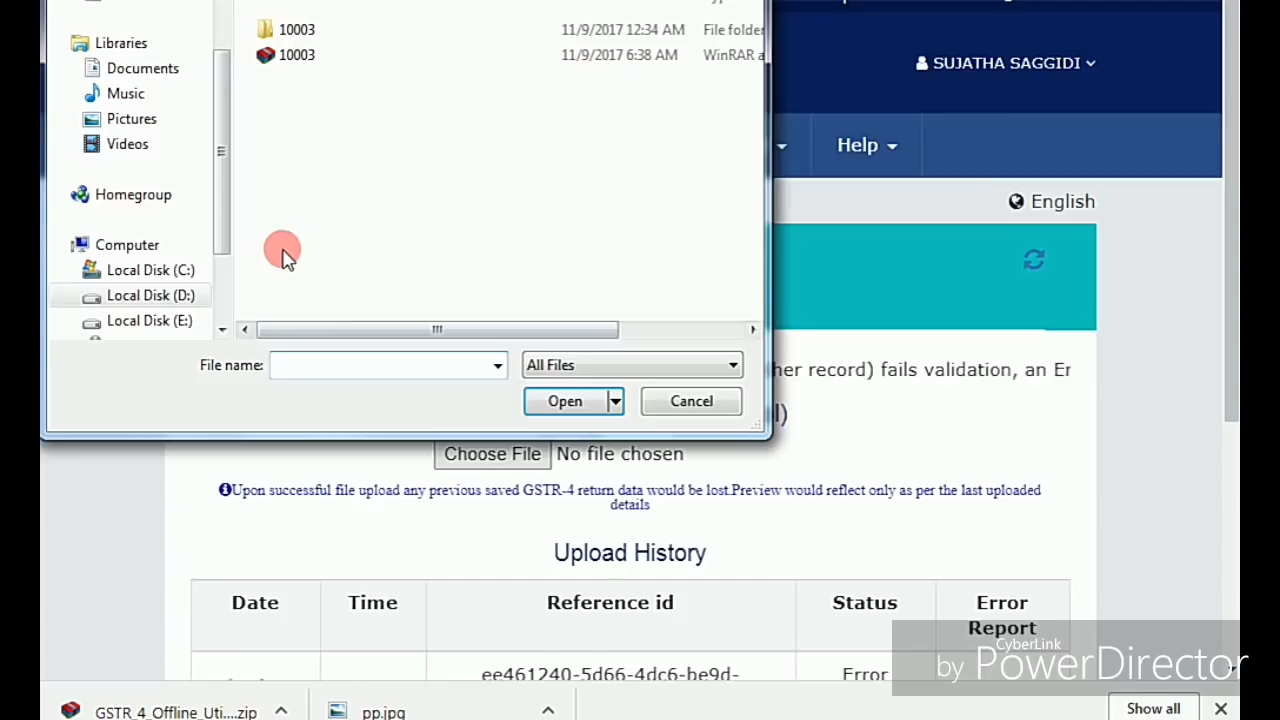 10003 11/9/2017 12:34 AM File folder
10003 11/9/2017 6:38 AM WinRAR a
Libraries
Documents
Music
Pictures
Videos
Homegroup
Computer
Local Disk (C:)
Local Disk (D:)
Local Disk (E:)
File name:
All Files
Open
Cancel
SUJATHA SAGGIDI
Help
English
her record) fails validation, an Er
l)
Choose File No file chosen
Upon successful file upload any previous saved GSTR-4 return data would be lost.Preview would reflect only as per the last uploaded
details
Upload History
Date Time Reference id Status Error
Report
ee461240-5d66-4dc6-be9d- Error
CyberLink
by PowerDirector
GSTR_4_Offline_Uti....zip pp.jpg Show all